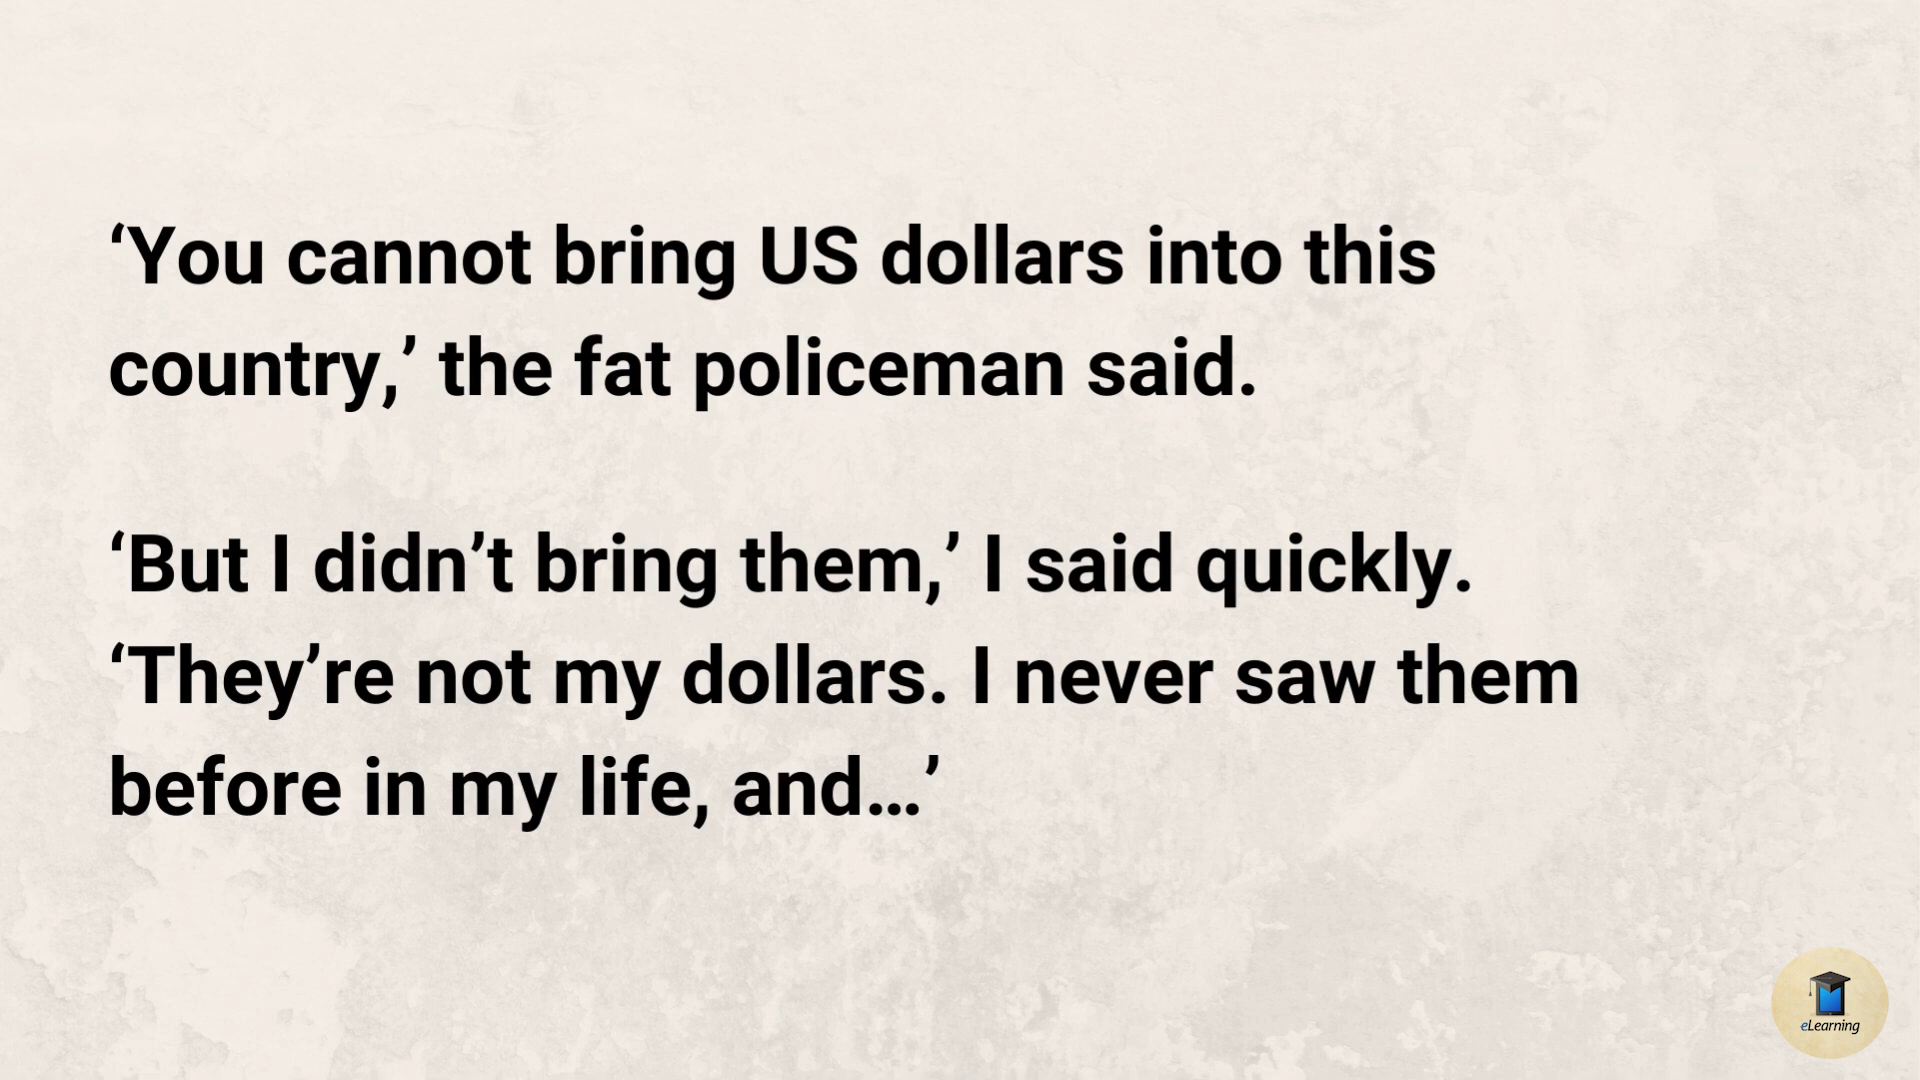 ‘You cannot bring US dollars into this
country,’ the fat policeman said.
‘But I didn’t bring them,’ I said quickly.
‘They’re not my dollars. I never saw them
before in my life, and…’
eLearning